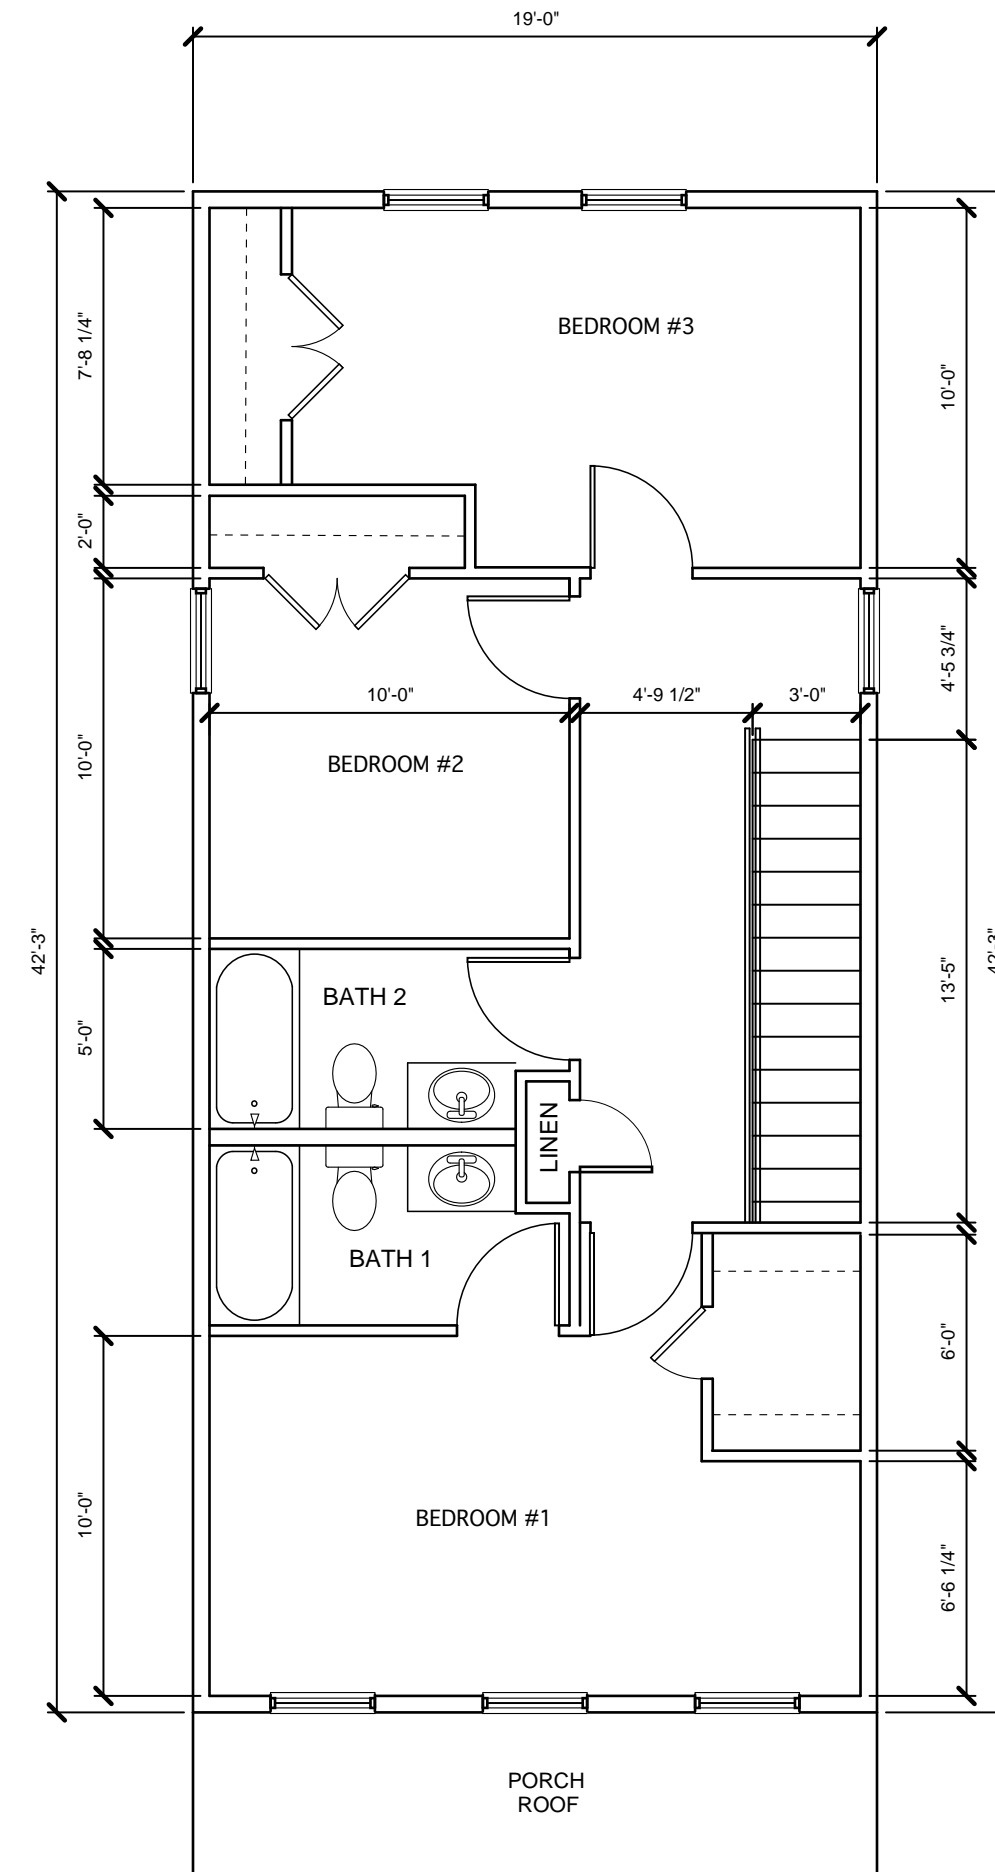 19'-0"
7'-8 1/4"
BEDROOM #3
10'-0"
2'-0"
10'-0"
4'-9 1/2"
3'-0"
4'-5 3/4"
10'-0"
BEDROOM #2
42'-3"
42'-3"
13'-5"
BATH 2
5'-0"
LINEN
BATH 1
6'-0"
10'-0"
BEDROOM #1
6'-6 1/4"
PORCH
ROOF